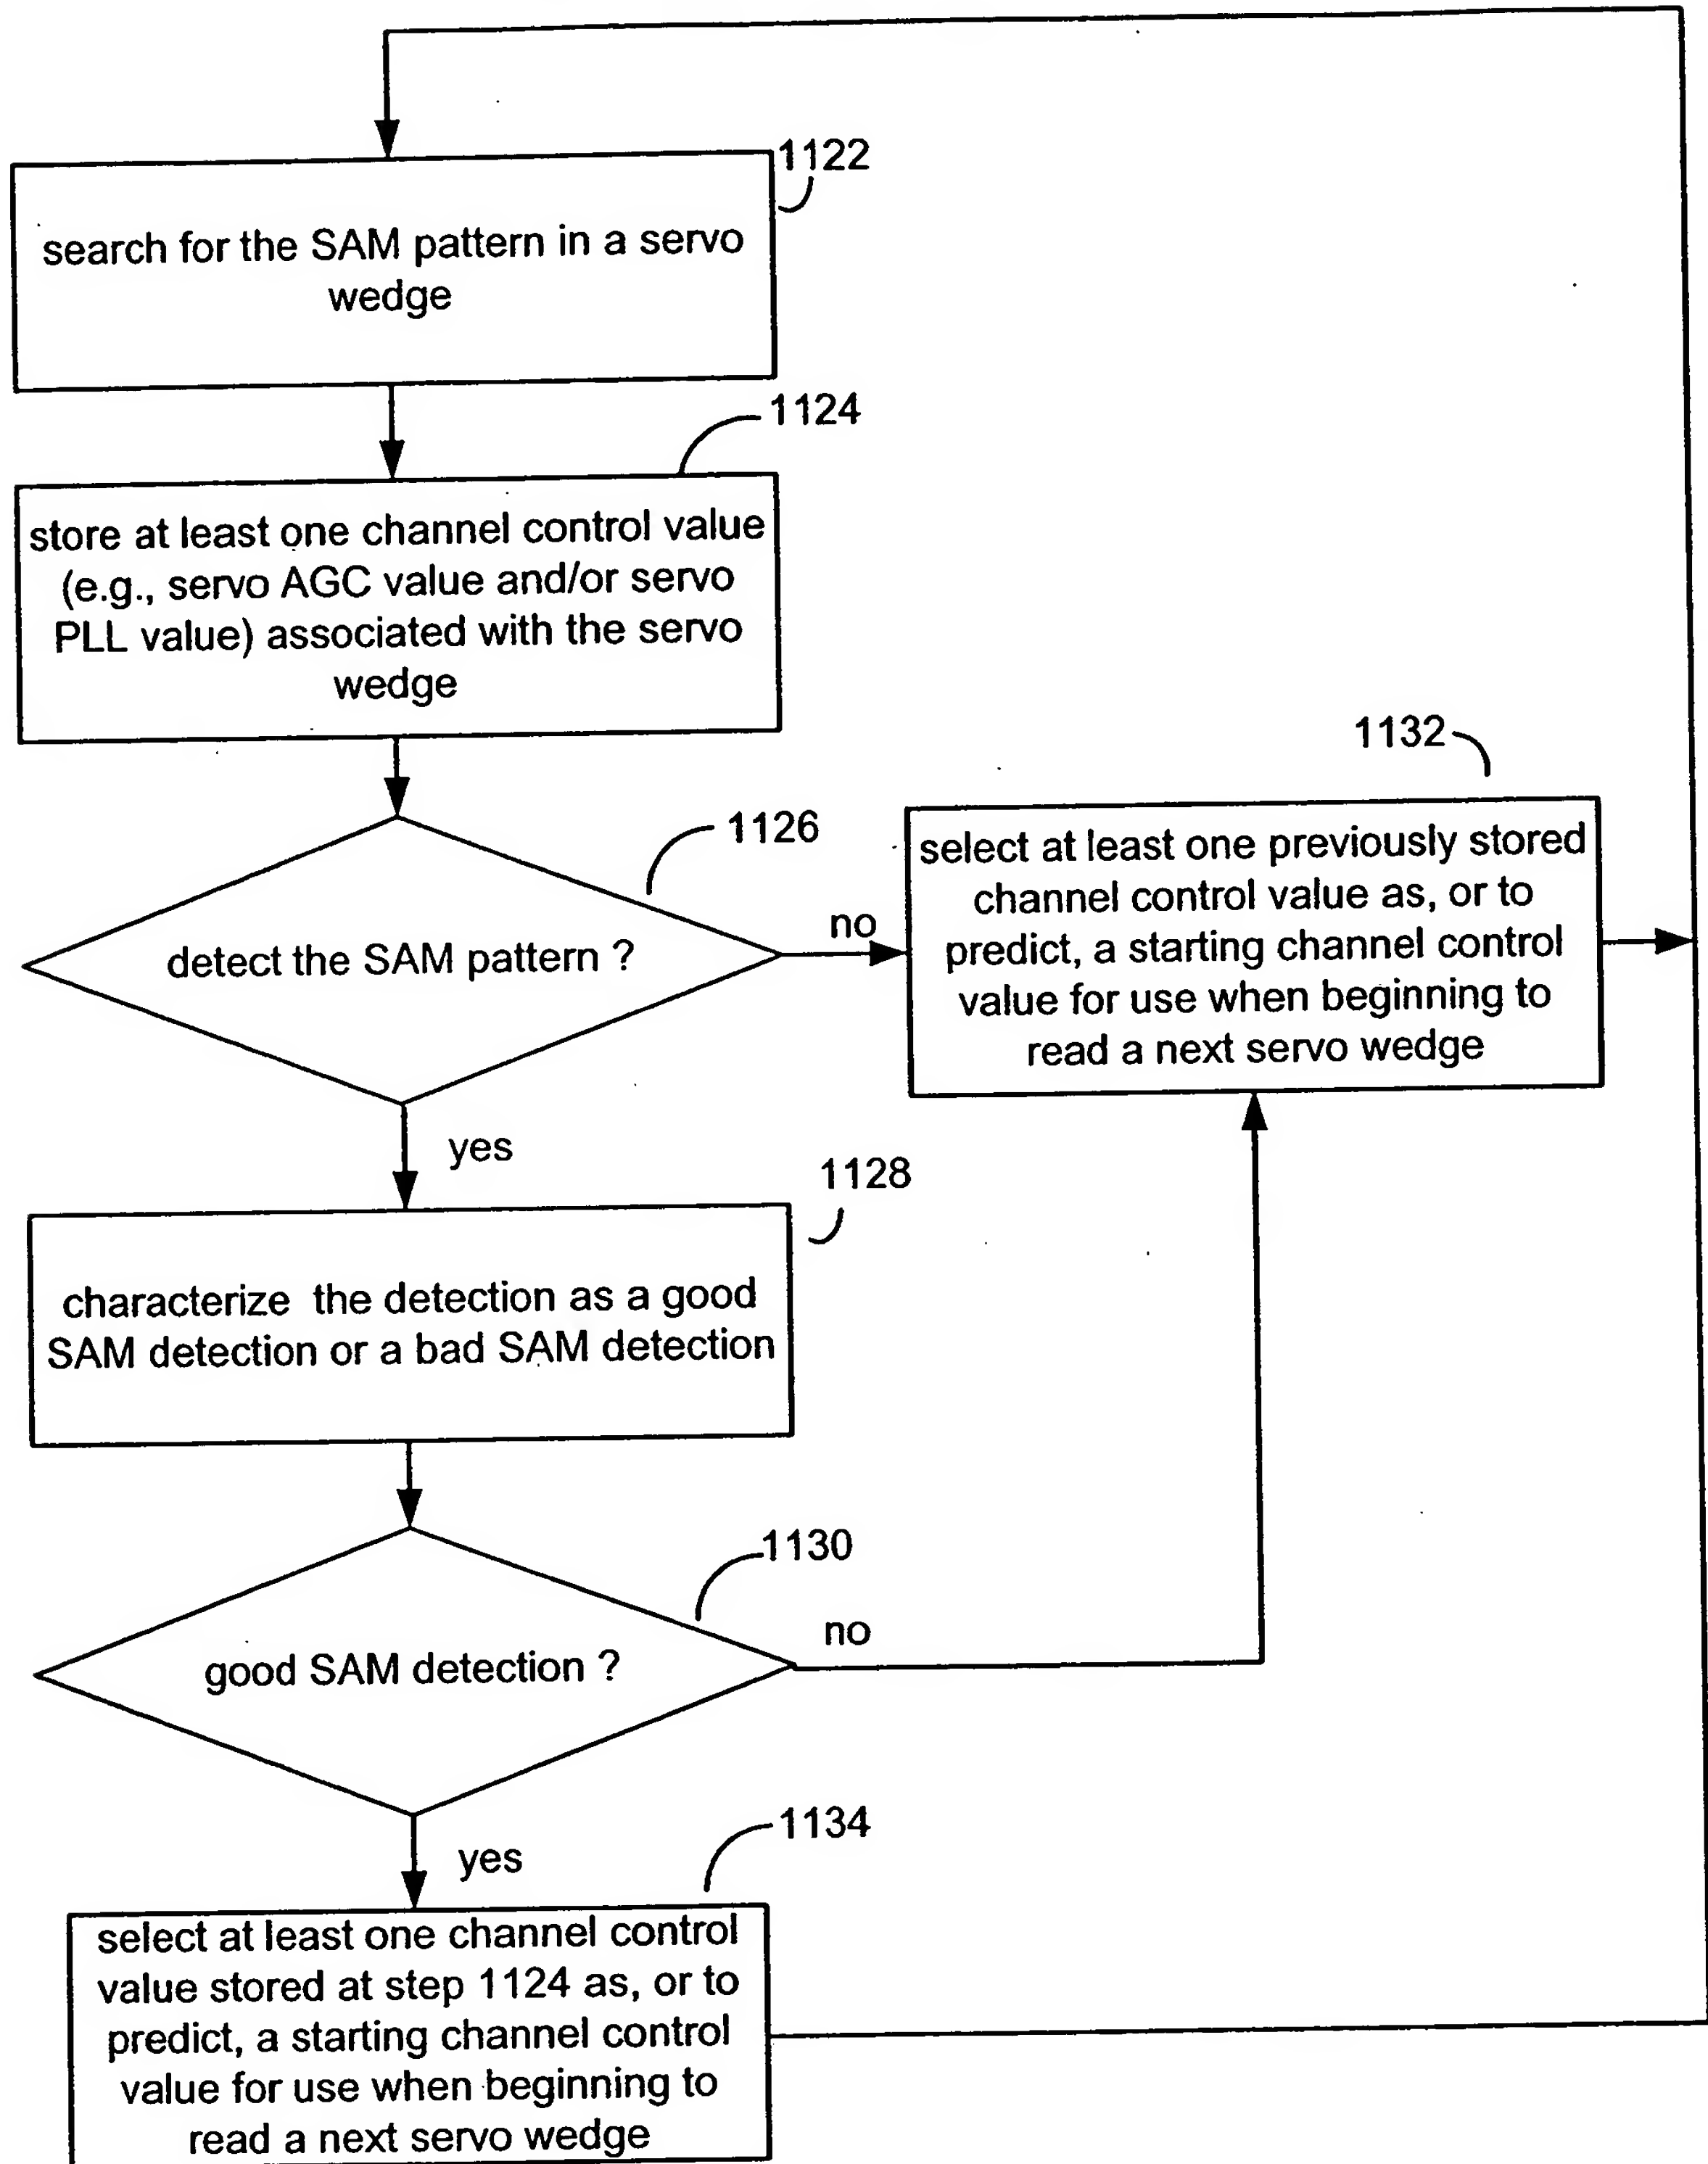 1122
search for the SAM pattern in a servo
wedge
1124
store at least one channel control value
(e.g., servo AGC value and/or servo
PLL value) associated with the servo
wedge
1126
detect the SAM pattern ?
no
yes
1132
select at least one previously stored
channel control value as, or to
predict, a starting channel control
value for use when beginning to
read a next servo wedge
1128
characterize the detection as a good
SAM detection or a bad SAM detection
1130
good SAM detection ?
no
yes
1134
select at least one channel control
value stored at step 1124 as, or to
predict, a starting channel control
value for use when beginning to
read a next servo wedge